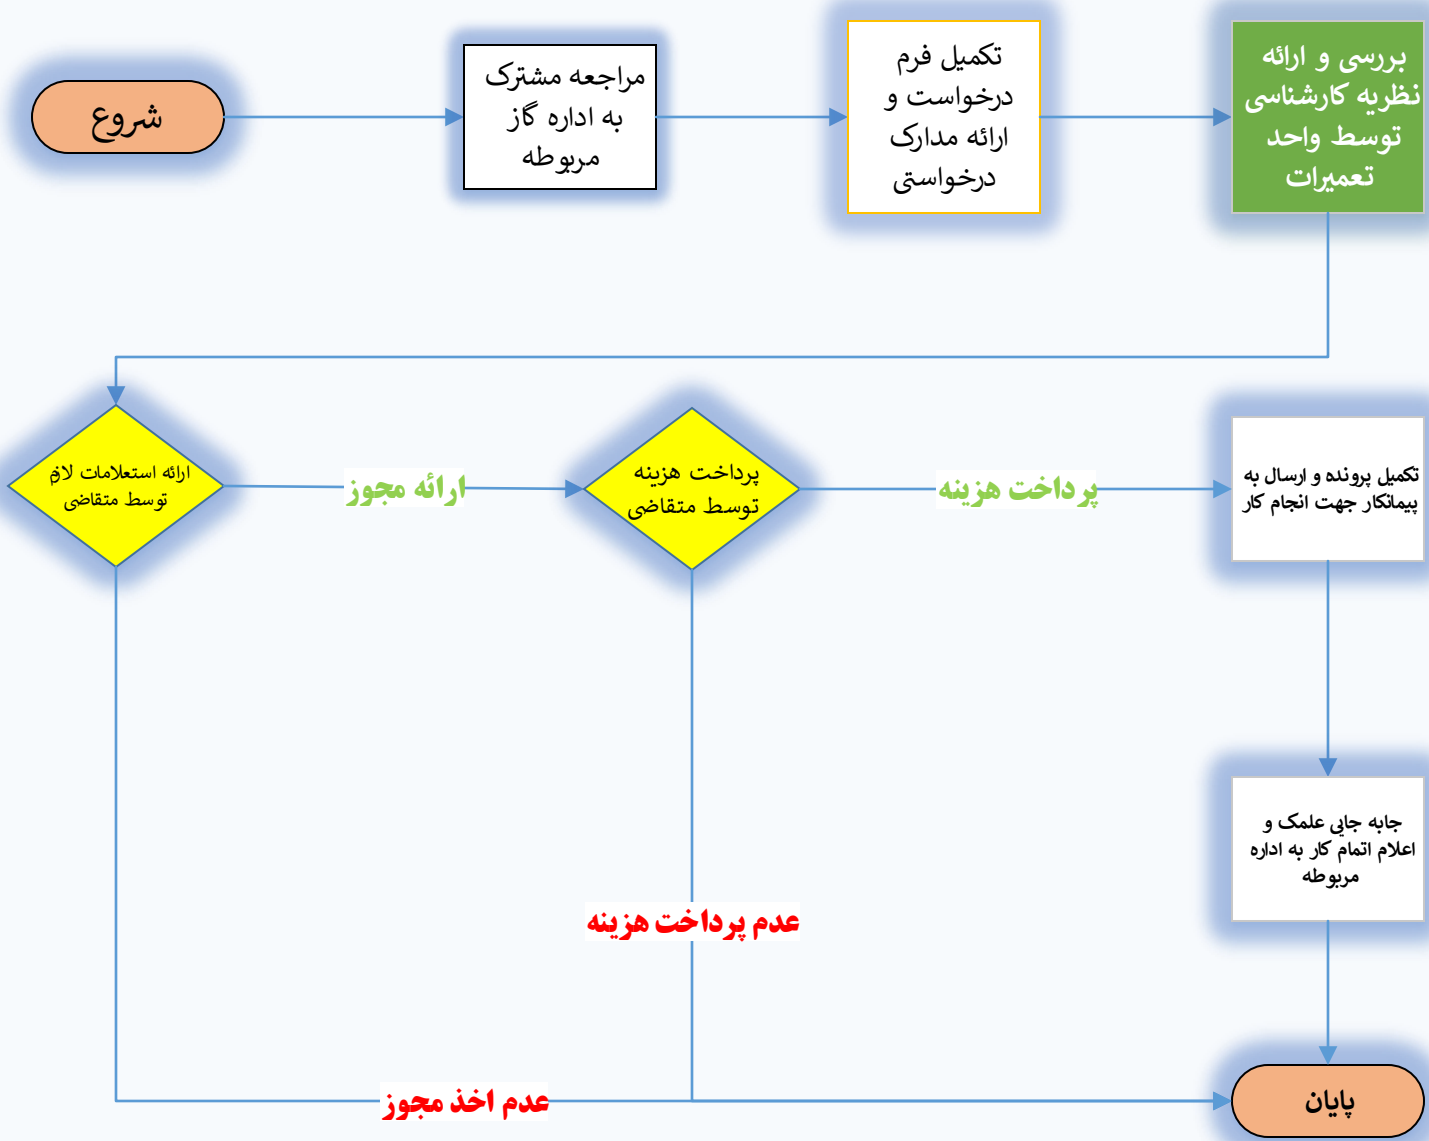 شروع
مراجعه مشترک
به اداره گاز
مربوطه
تکمیل فرم
درخواست و
ارائه مدارک
درخواستی
بررسی و ارائه
نظریه کارشناسی
توسط واحد
تعمیرات
ارائه استعلامات لازم
توسط متقاضی
ارائه مجوز
پرداخت هزینه
توسط متقاضی
پرداخت هزینه
تکمیل پرونده و ارسال به
پیمانکار جهت انجام کار
جابه جایی علمک و
اعلام اتمام کار به اداره
مربوطه
عدم پرداخت هزینه
عدم اخذ مجوز
پایان